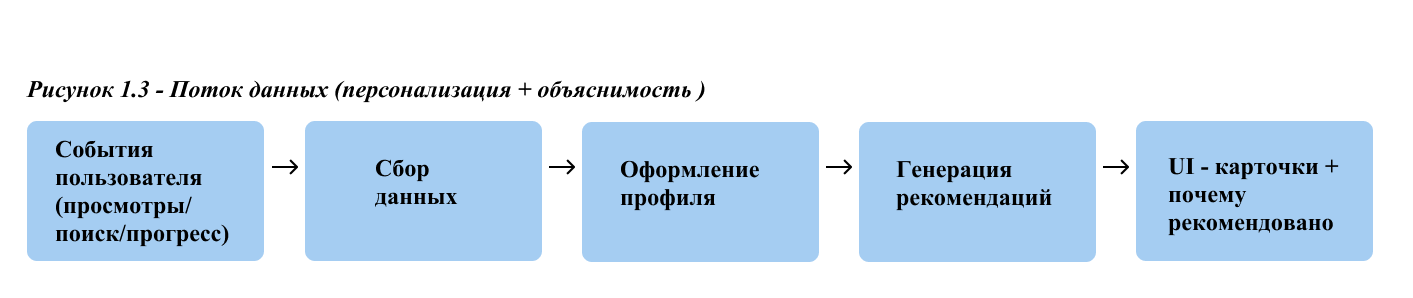 Рисунок 1.3 - Поток данных (персонализация + объяснимость )
События
пользователя
(просмотры/
поиск/прогресс)
Сбор
данных
Оформление
профиля
Генерация
рекомендаций
UI - карточки +
почему
рекомендовано